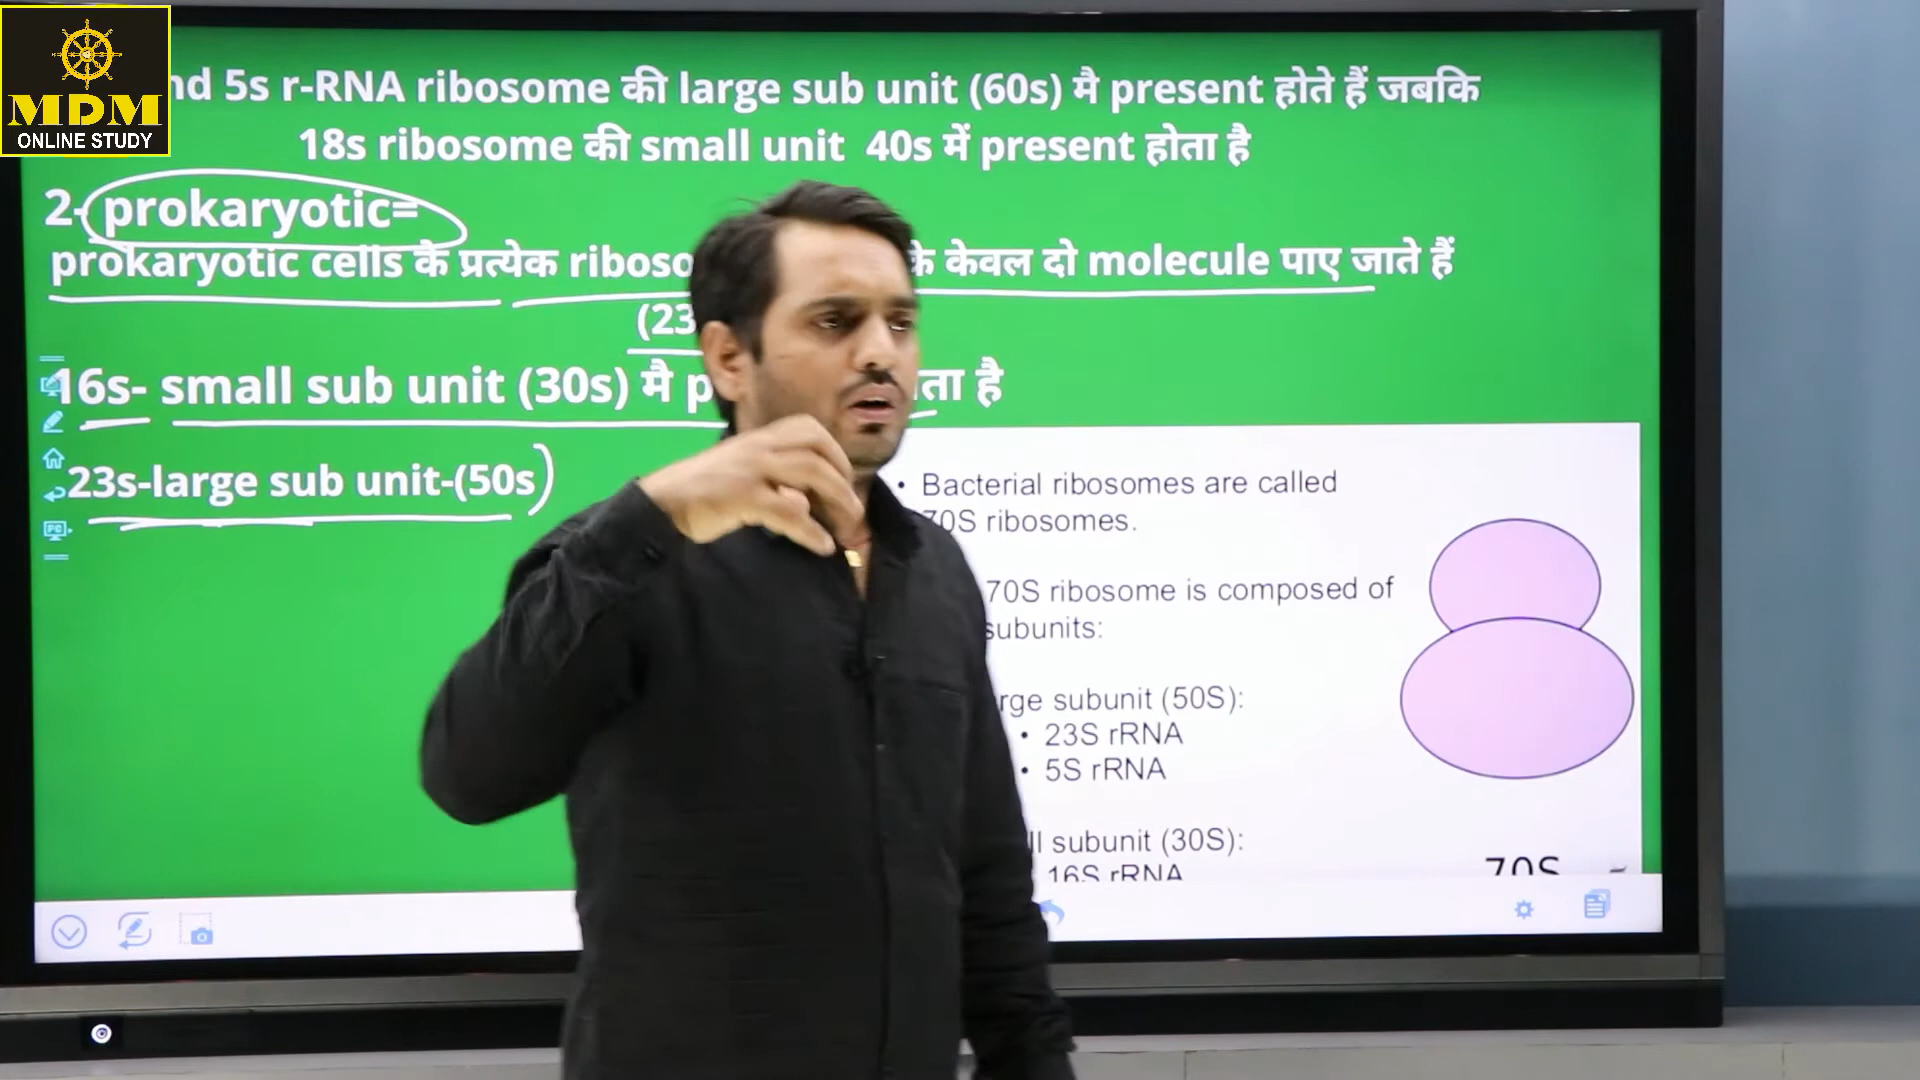 MDM
ONLINE STUDY
nd 5s r-RNA ribosome की large sub unit (60s) मै present होते हैं जबकि
18s ribosome की small unit 40s में present होता है
2- prokaryotic=
prokaryotic cells के प्रत्येक के केवल दो molecule पाए जाते हैं
(23
16s- small sub unit (30s) मै है
23s-large sub unit-(50s)
• Bacterial ribosomes are called
70S ribosomes.
70S ribosome is composed of
subunits:
subunit (50S):
• 23S rRNA
• 5S rRNA
subunit (30S):
16S rRNA
70S